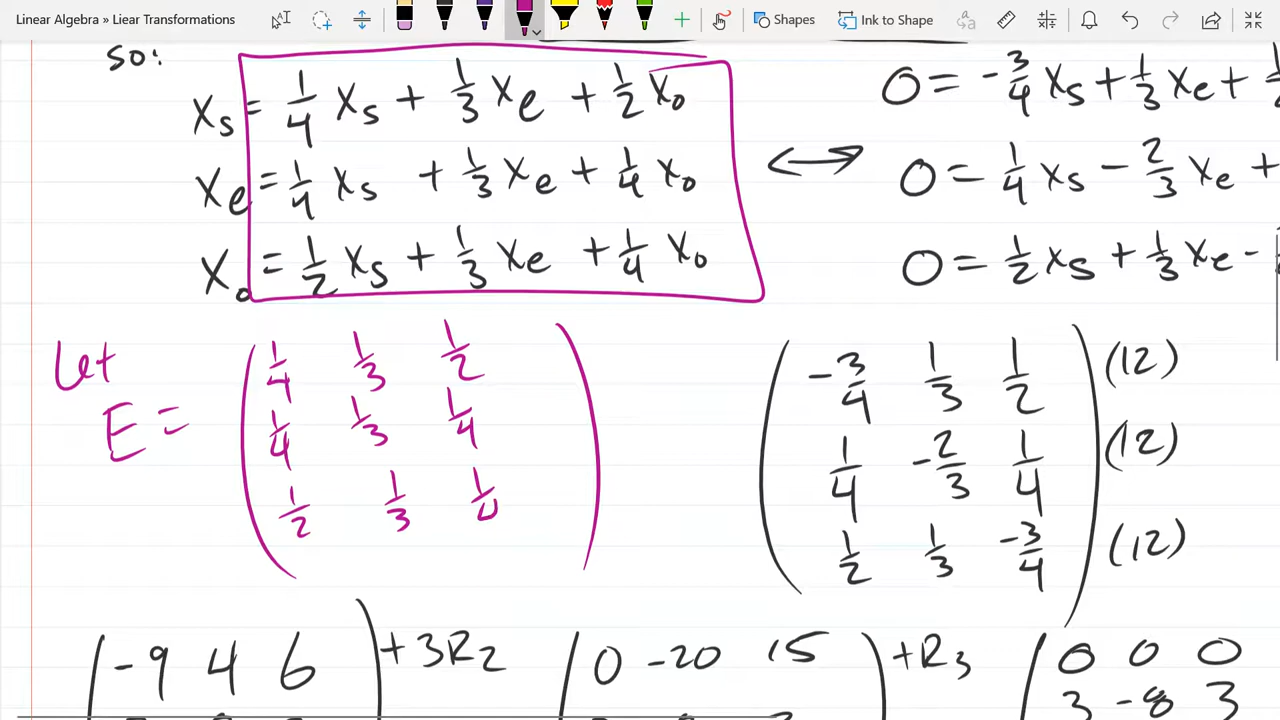 Linear Algebra » Liear Transformations
Shapes
Ink to Shape
so:
Xs = 1/4 Xs + 1/3 Xe + 1/2 Xo
Xe = 1/4 Xs + 1/3 Xe + 1/4 Xo
Xo = 1/2 Xs + 1/3 Xe + 1/4 Xo
0 = -3/4 Xs + 1/3 Xe +
↔ 0 = 1/4 Xs - 2/3 Xe +
0 = 1/2 Xs + 1/3 Xe -
Let
E =
1/4 1/3 1/2
1/4 1/3 1/4
1/2 1/3 1/4
-3/4 1/3 1/2 (12)
1/4 -2/3 1/4 (12)
1/2 1/3 -3/4 (12)
-9 4 6 +3R2
0 -20 15 +R3
0 0 0
3 -8 3